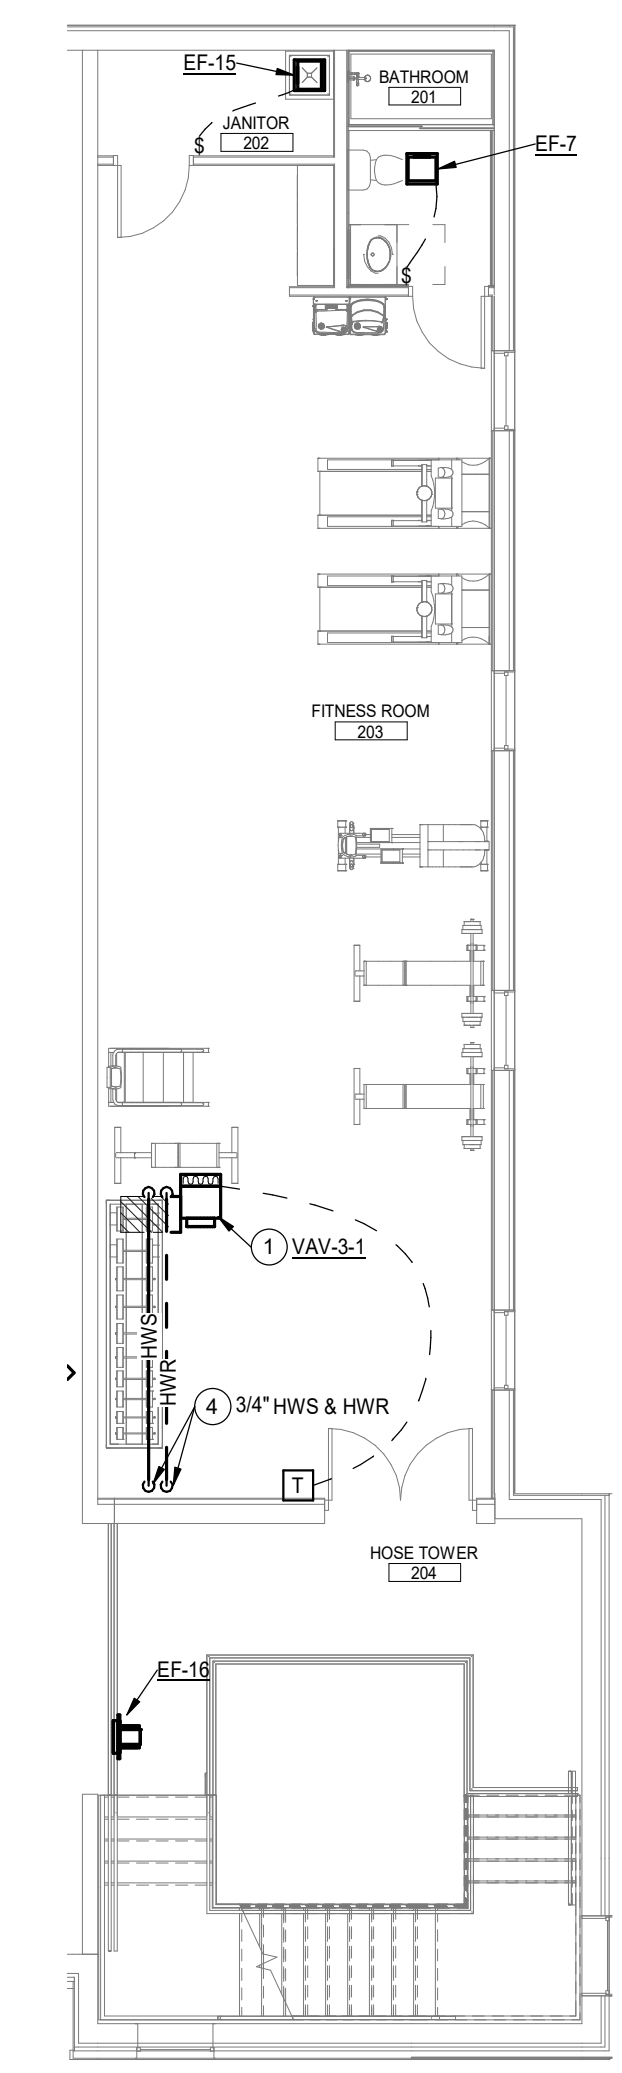 EF-15
BATHROOM
201
JANITOR
202
$
EF-7
$
FITNESS ROOM
203
1 VAV-3-1
HWS
HWR
4 3/4" HWS & HWR
T
HOSE TOWER
204
EF-16